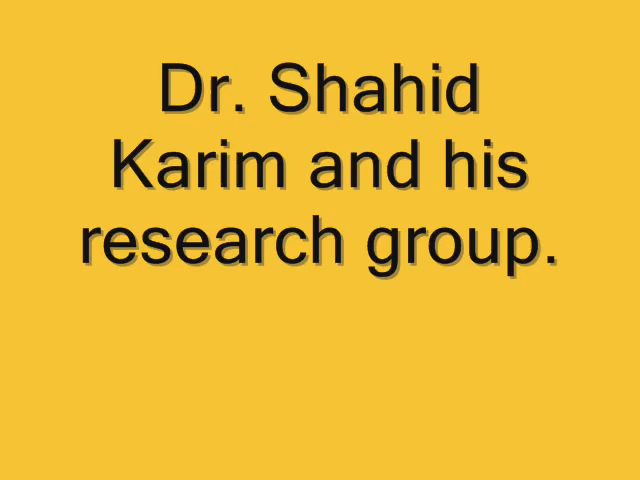 Dr. Shahid
Karim and his
research group.